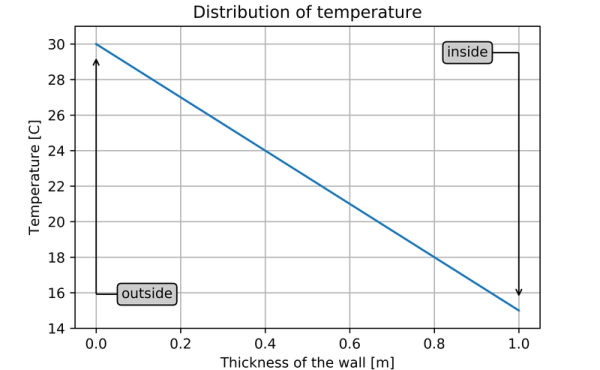 Distribution of temperature
inside
outside
Temperature [C]
30
28
26
24
22
20
18
16
14
0.0 0.2 0.4 0.6 0.8 1.0
Thickness of the wall [m]